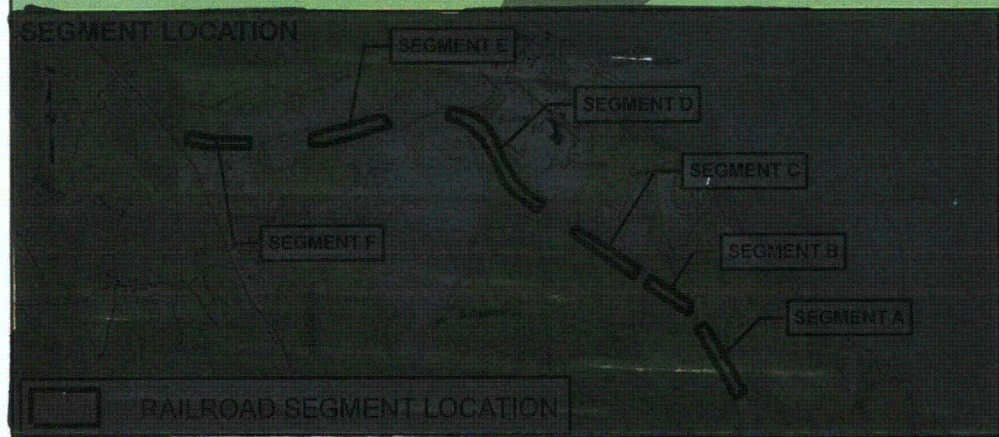 SEGMENT LOCATION
SEGMENT E
SEGMENT D
SEGMENT C
SEGMENT F
SEGMENT B
SEGMENT A
RAILROAD SEGMENT LOCATION